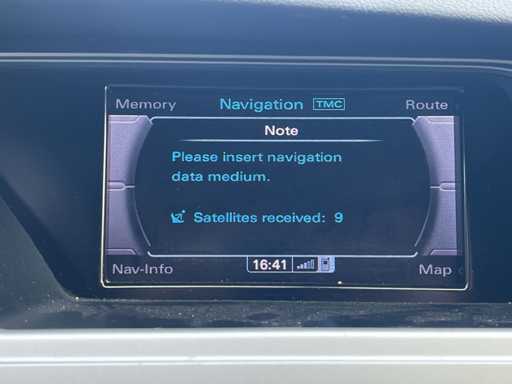 Memory Navigation TMC Route
Note
Please insert navigation
data medium.
Satellites received: 9
Nav-Info 16:41 Map